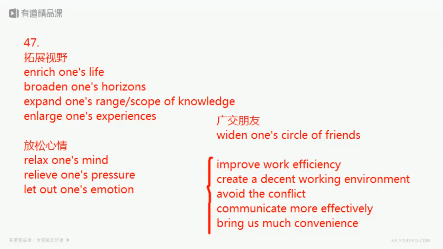 有道精品课
47.
拓展视野
enrich one's life
broaden one's horizons
expand one's range/scope of knowledge
enlarge one's experiences
放松心情
relax one's mind
relieve one's pressure
let out one's emotion
广交朋友
widen one's circle of friends
improve work efficiency
create a decent working environment
avoid the conflict
communicate more effectively
bring us much convenience